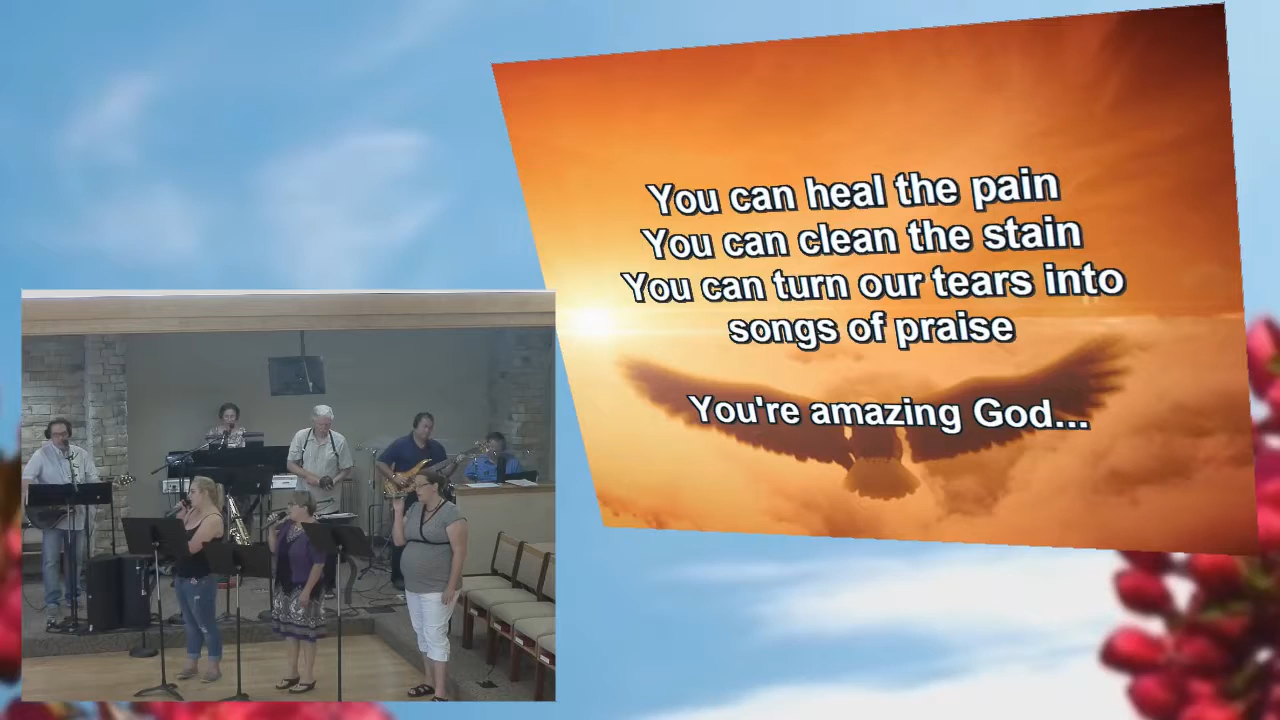 You can heal the pain
You can clean the stain
You can turn our tears into
songs of praise
You're amazing God...